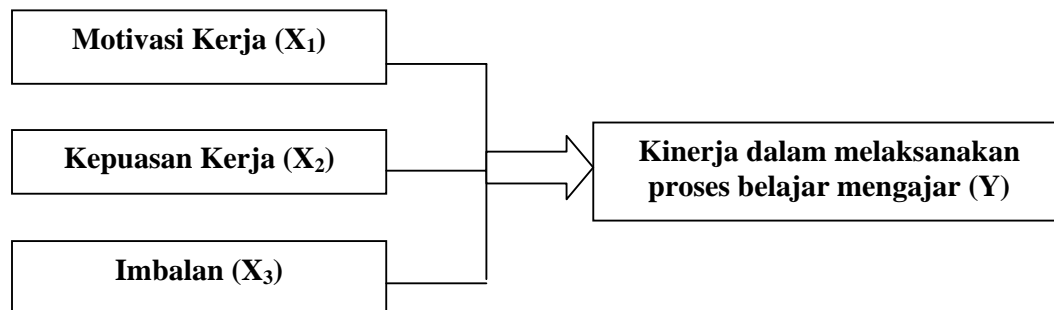 Motivasi Kerja (X₁)
Kepuasan Kerja (X₂)
Imbalan (X₃)
Kinerja dalam melaksanakan
proses belajar mengajar (Y)